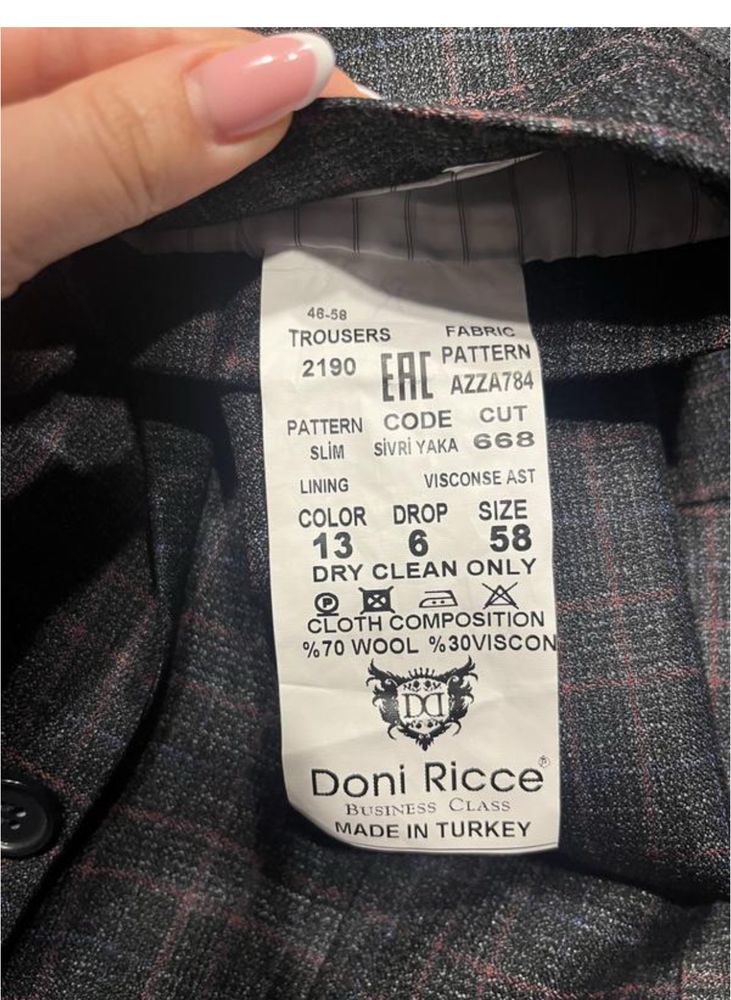 46-58
TROUSERS FABRIC
2190 EAC PATTERN
AZZA784
PATTERN CODE CUT
SLİM SİVRİ YAKA 668
LINING VISCONSE AST
COLOR DROP SIZE
13 6 58
DRY CLEAN ONLY
P
CLOTH COMPOSITION
%70 WOOL %30VISCON
DD
Doni Ricce®
BUSINESS CLASS
MADE IN TURKEY